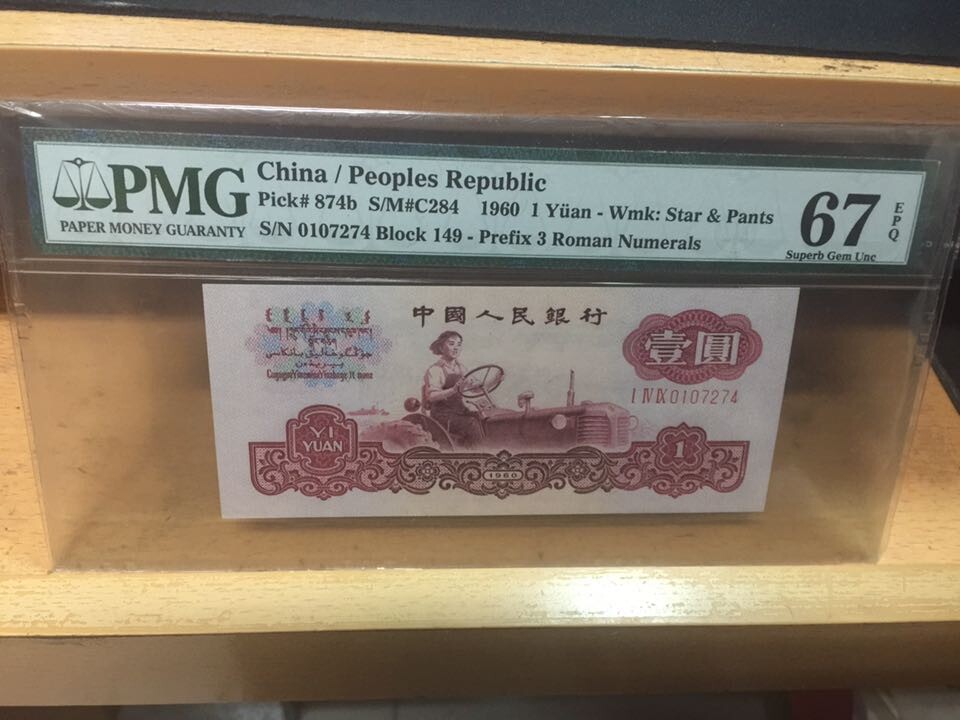 PMG
PAPER MONEY GUARANTY
China / Peoples Republic
Pick# 874b S/M#C284 1960 1 Yüan - Wmk: Star & Pants
S/N 0107274 Block 149 - Prefix 3 Roman Numerals
67
EPQ
Superb Gem Unc
中國人民銀行
壹圓
I IV IX 0107274
YI
YUAN
1
1960